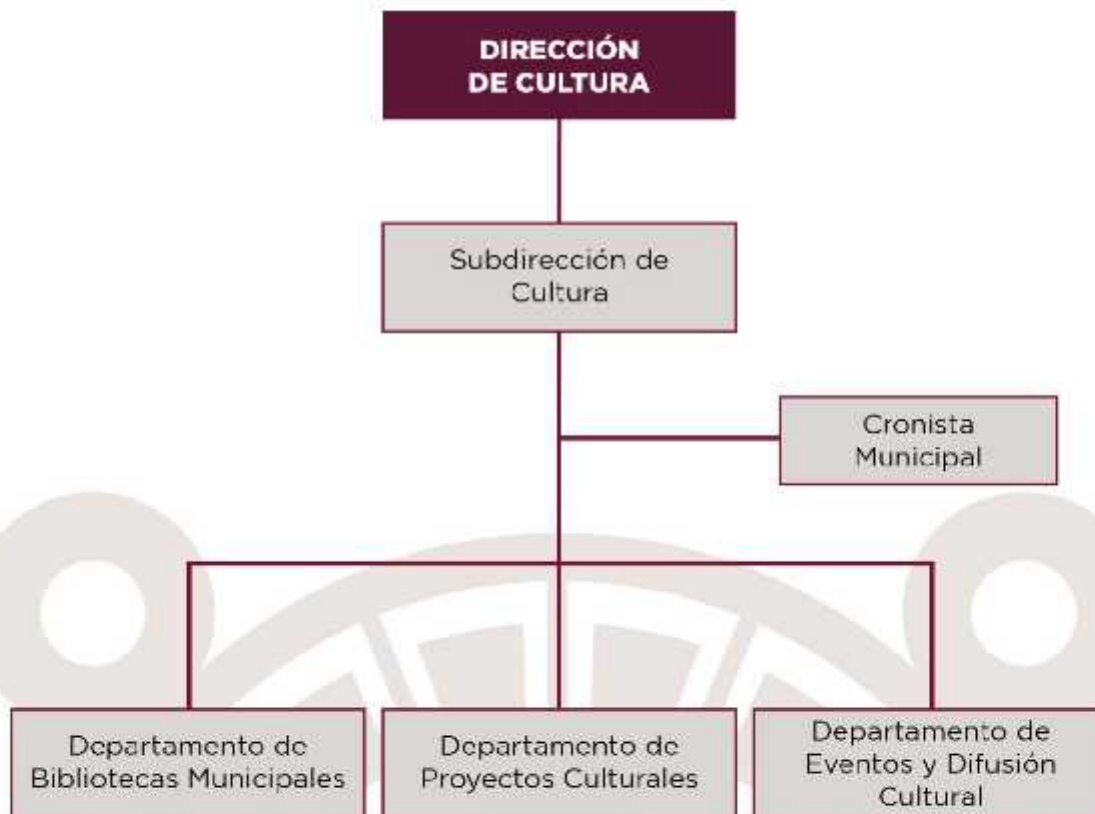 DIRECCIÓN
DE CULTURA
Subdirección de
Cultura
Cronista
Municipal
Departamento de
Bibliotecas Municipales
Departamento de
Proyectos Culturales
Departamento de
Eventos y Difusión
Cultural